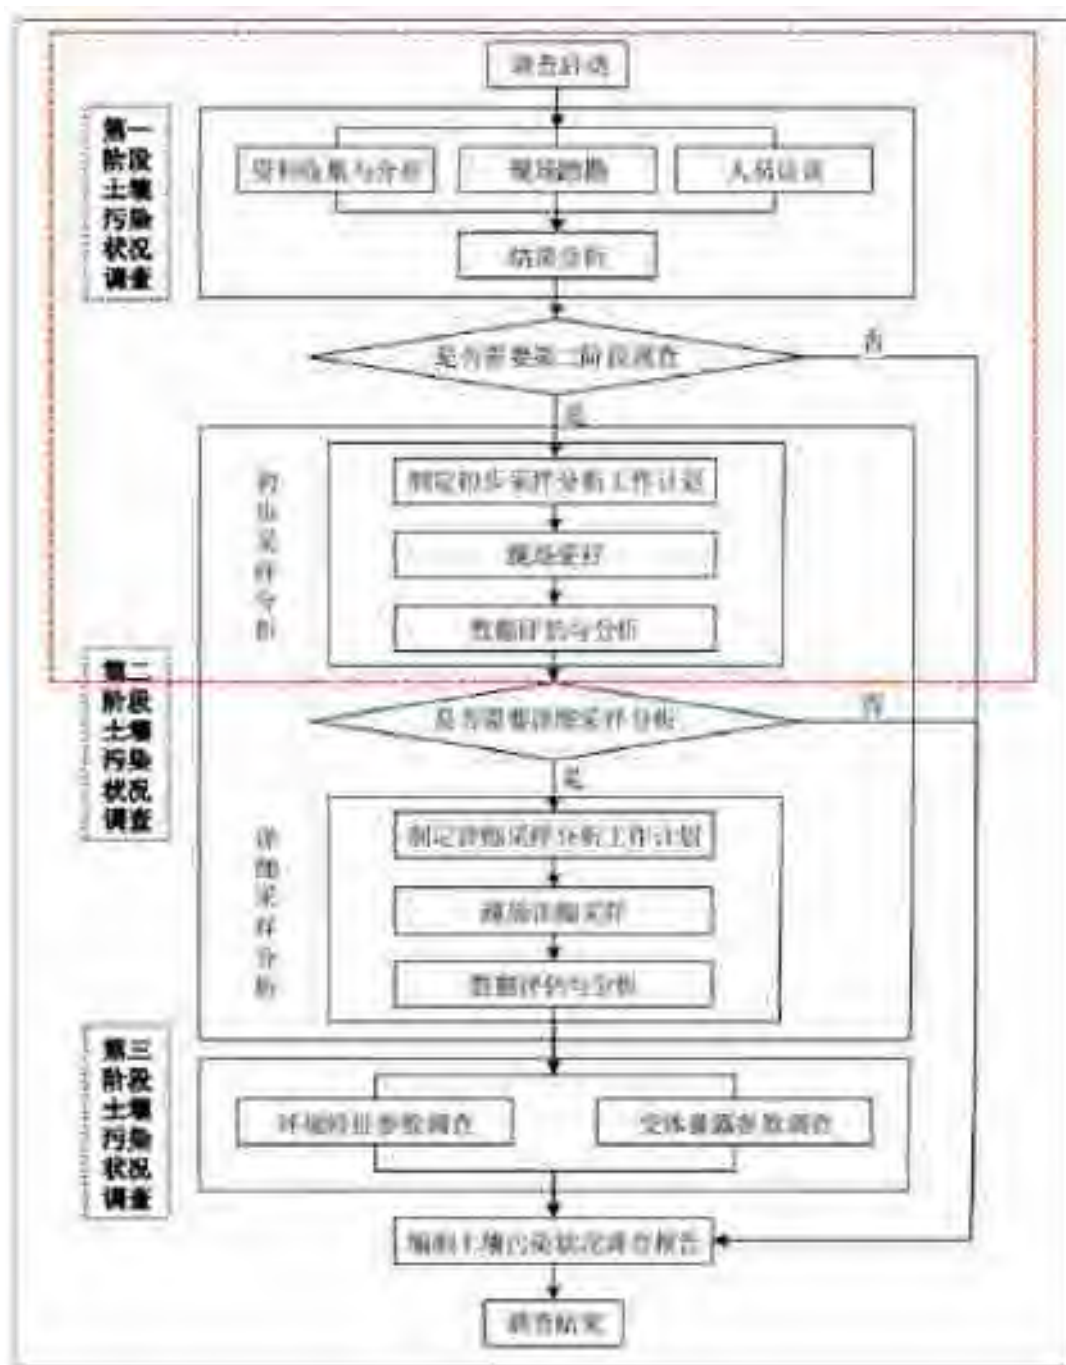 调查启动
第一
阶段
土壤
污染
状况
调查
资料收集与分析
现场踏勘
人员访谈
结果分析
是否需要第二阶段调查
否
是
初步采样分析
制定初步采样分析工作计划
现场采样
数据评估与分析
第二
阶段
土壤
污染
状况
调查
是否需要详细采样分析
否
是
详细采样分析
制定详细采样分析工作计划
现场详细采样
数据评估与分析
第三
阶段
土壤
污染
状况
调查
环境特征参数调查
受体暴露参数调查
编制土壤污染状况调查报告
调查结束